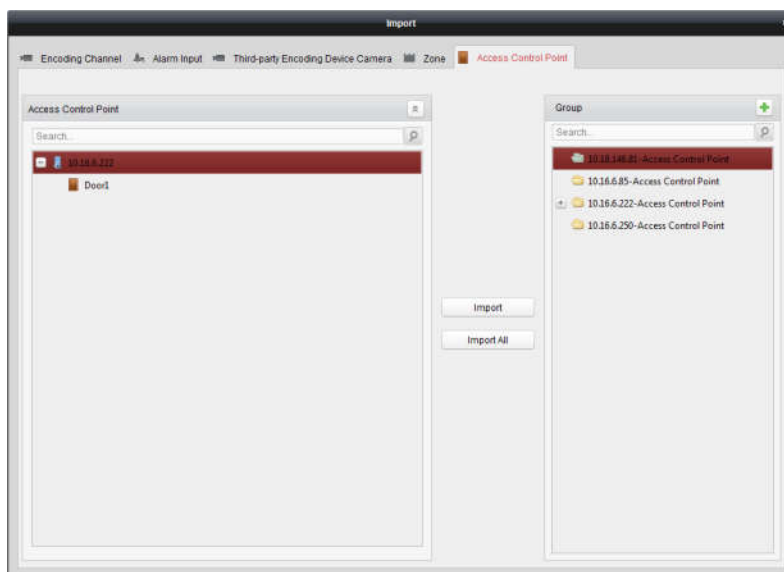 Import
Encoding Channel Alarm Input Third-party Encoding Device Camera Zone Access Control Point
Access Control Point
Search...
10.16.6.222
Door1
Import
Import All
Group
Search...
10.18.146.81-Access Control Point
10.16.6.85-Access Control Point
10.16.6.222-Access Control Point
10.16.6.250-Access Control Point